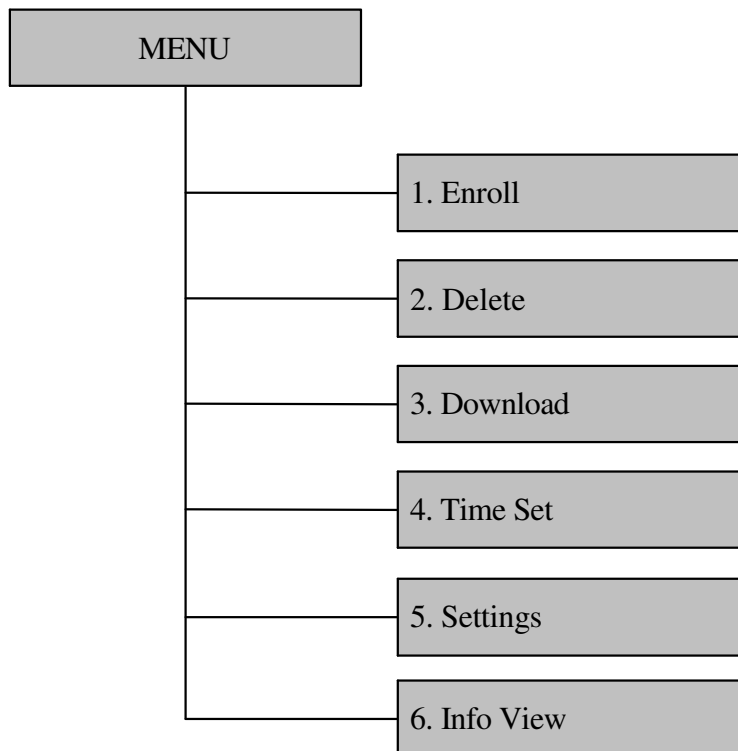 MENU
1. Enroll
2. Delete
3. Download
4. Time Set
5. Settings
6. Info View